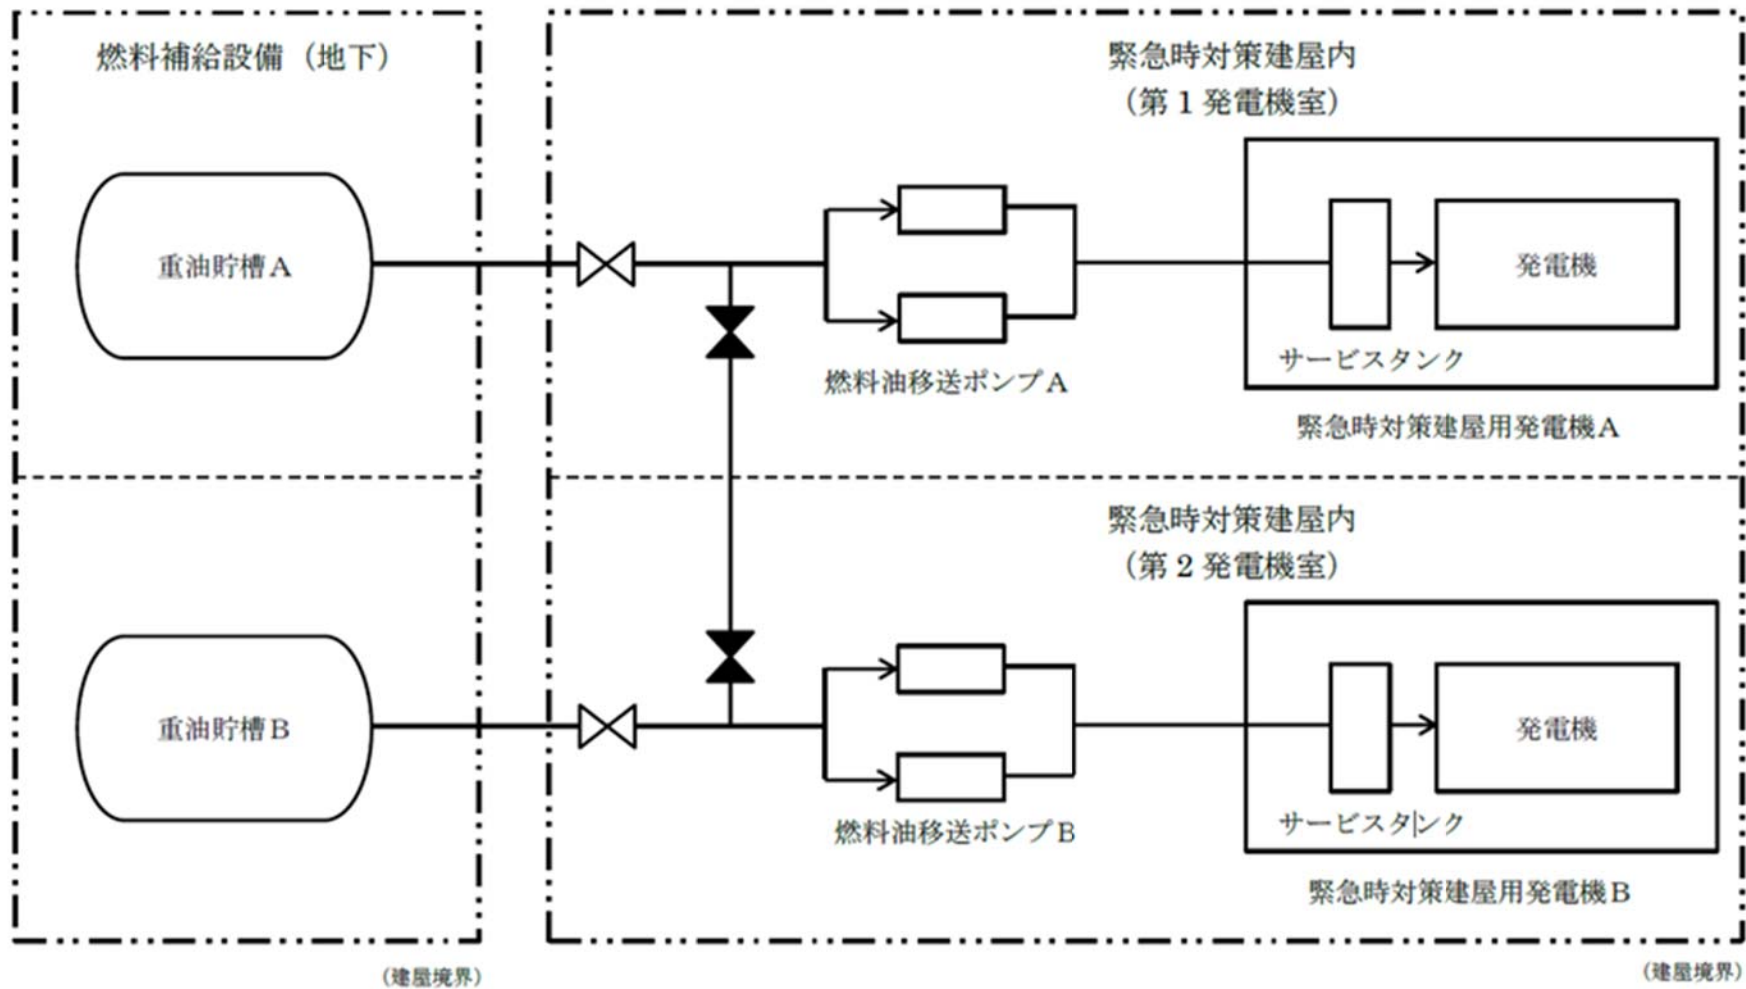 燃料補給設備（地下）
緊急時対策建屋内
（第１発電機室）
重油貯槽Ａ
発電機
サービスタンク
燃料油移送ポンプＡ
緊急時対策建屋用発電機Ａ
緊急時対策建屋内
（第２発電機室）
重油貯槽Ｂ
発電機
サービスタンク
燃料油移送ポンプＢ
緊急時対策建屋用発電機Ｂ
（建屋境界）
（建屋境界）